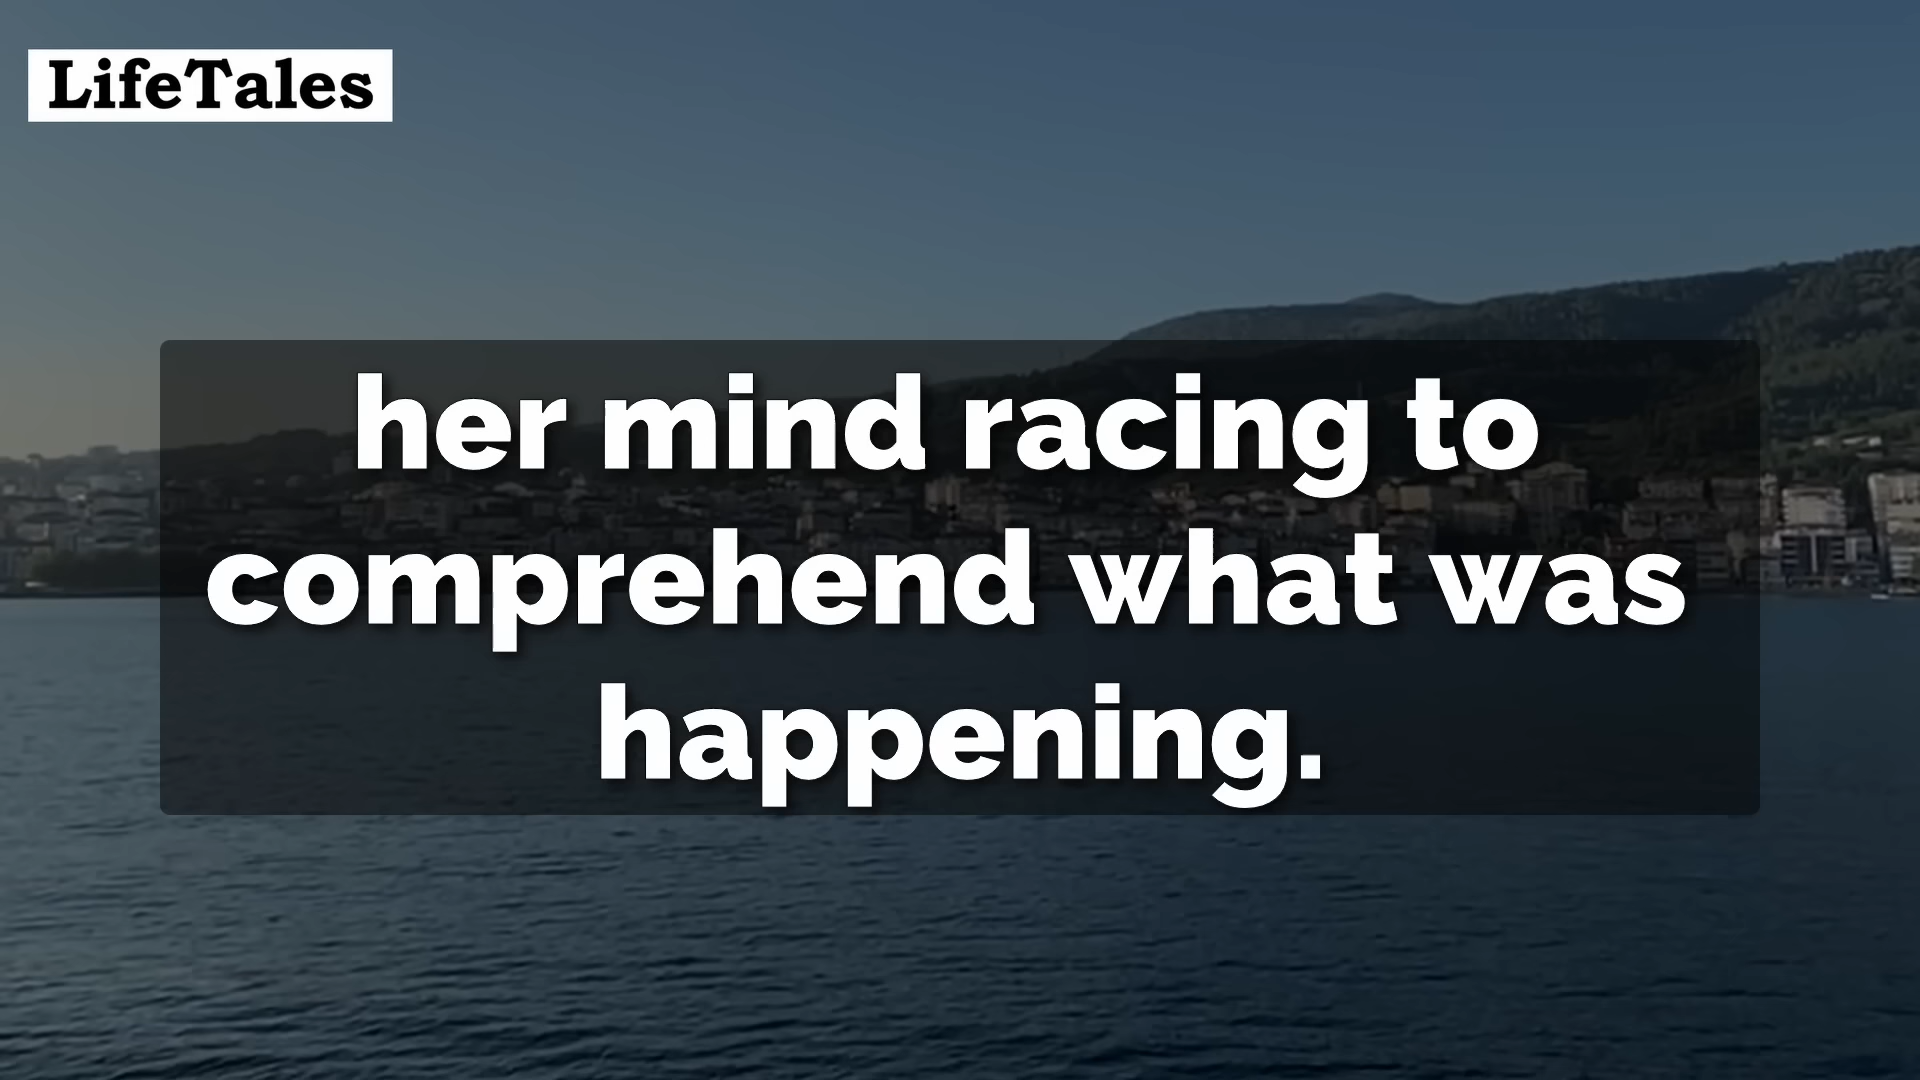 LifeTales
her mind racing to
comprehend what was
happening.